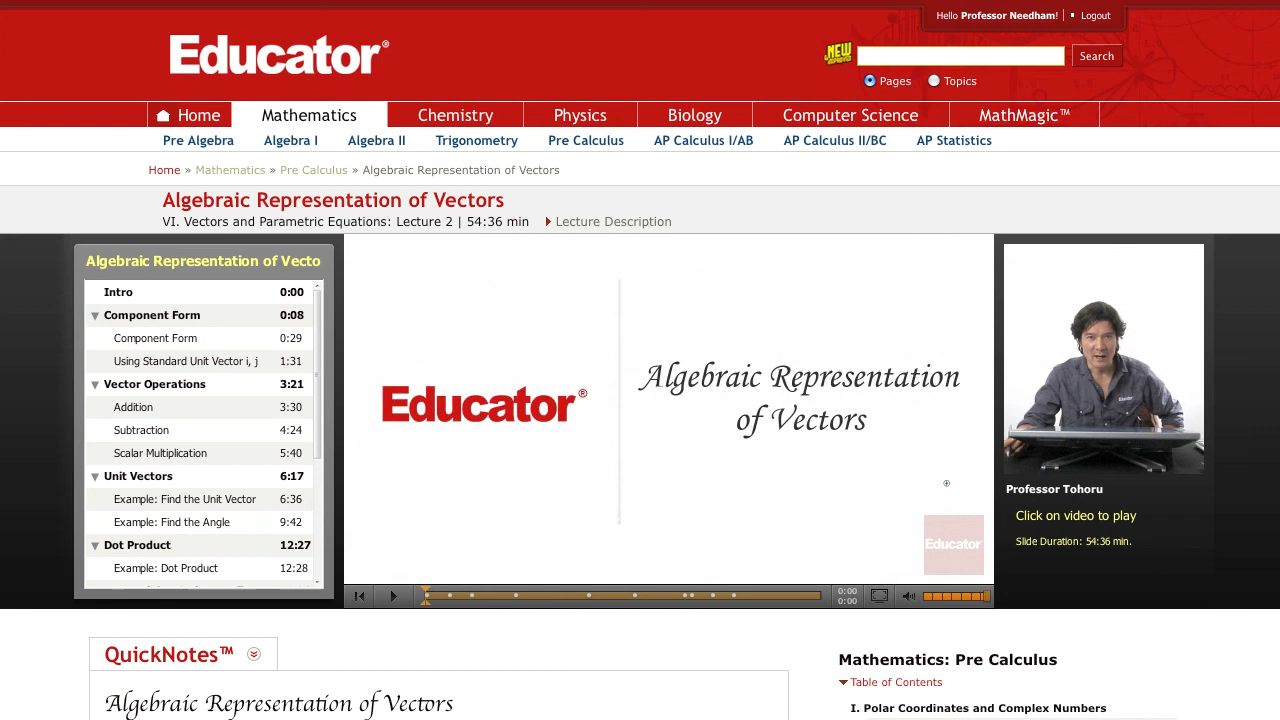 Hello Professor Needham! Logout
Educator®
NEW
Search
Pages Topics
Home Mathematics Chemistry Physics Biology Computer Science MathMagic™
Pre Algebra Algebra I Algebra II Trigonometry Pre Calculus AP Calculus I/AB AP Calculus II/BC AP Statistics
Home » Mathematics » Pre Calculus » Algebraic Representation of Vectors
Algebraic Representation of Vectors
VI. Vectors and Parametric Equations: Lecture 2 | 54:36 min Lecture Description
Algebraic Representation of Vecto
Intro 0:00
Component Form 0:08
Component Form 0:29
Using Standard Unit Vector i, j 1:31
Vector Operations 3:21
Addition 3:30
Subtraction 4:24
Scalar Multiplication 5:40
Unit Vectors 6:17
Example: Find the Unit Vector 6:36
Example: Find the Angle 9:42
Dot Product 12:27
Example: Dot Product 12:28
Educator®
Algebraic Representation
of Vectors
Educator
0:00
0:00
Educator
Professor Tohoru
Click on video to play
Slide Duration: 54:36 min.
QuickNotes™
Algebraic Representation of Vectors
Mathematics: Pre Calculus
Table of Contents
I. Polar Coordinates and Complex Numbers